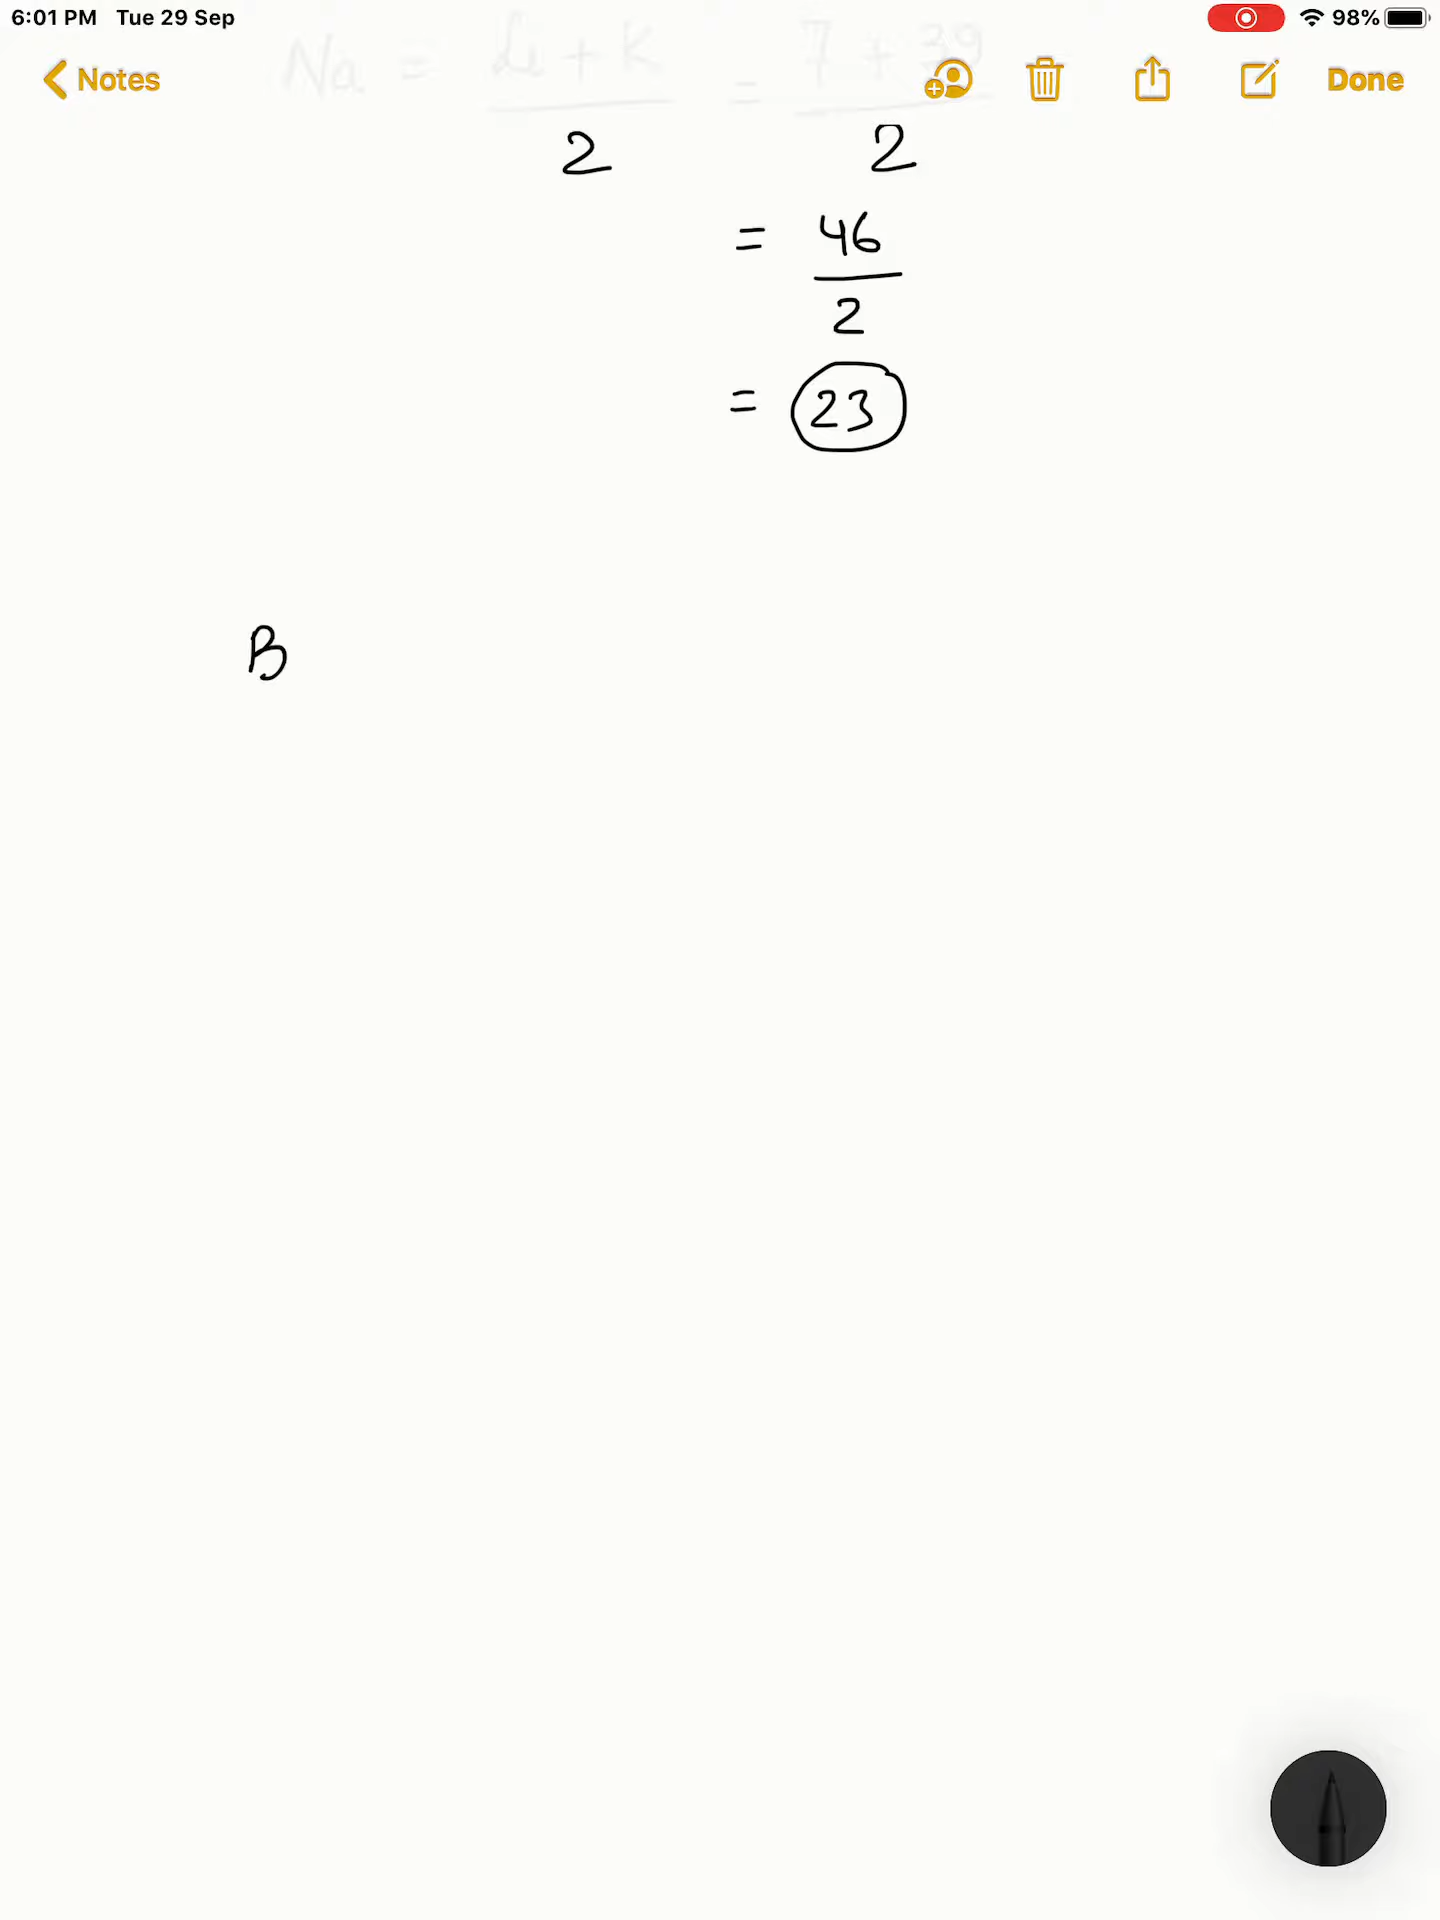 6:01 PM Tue 29 Sep 98%
Notes Done
Na = Li + K = 7 + 39
2 2
= 46
2
= 23
B